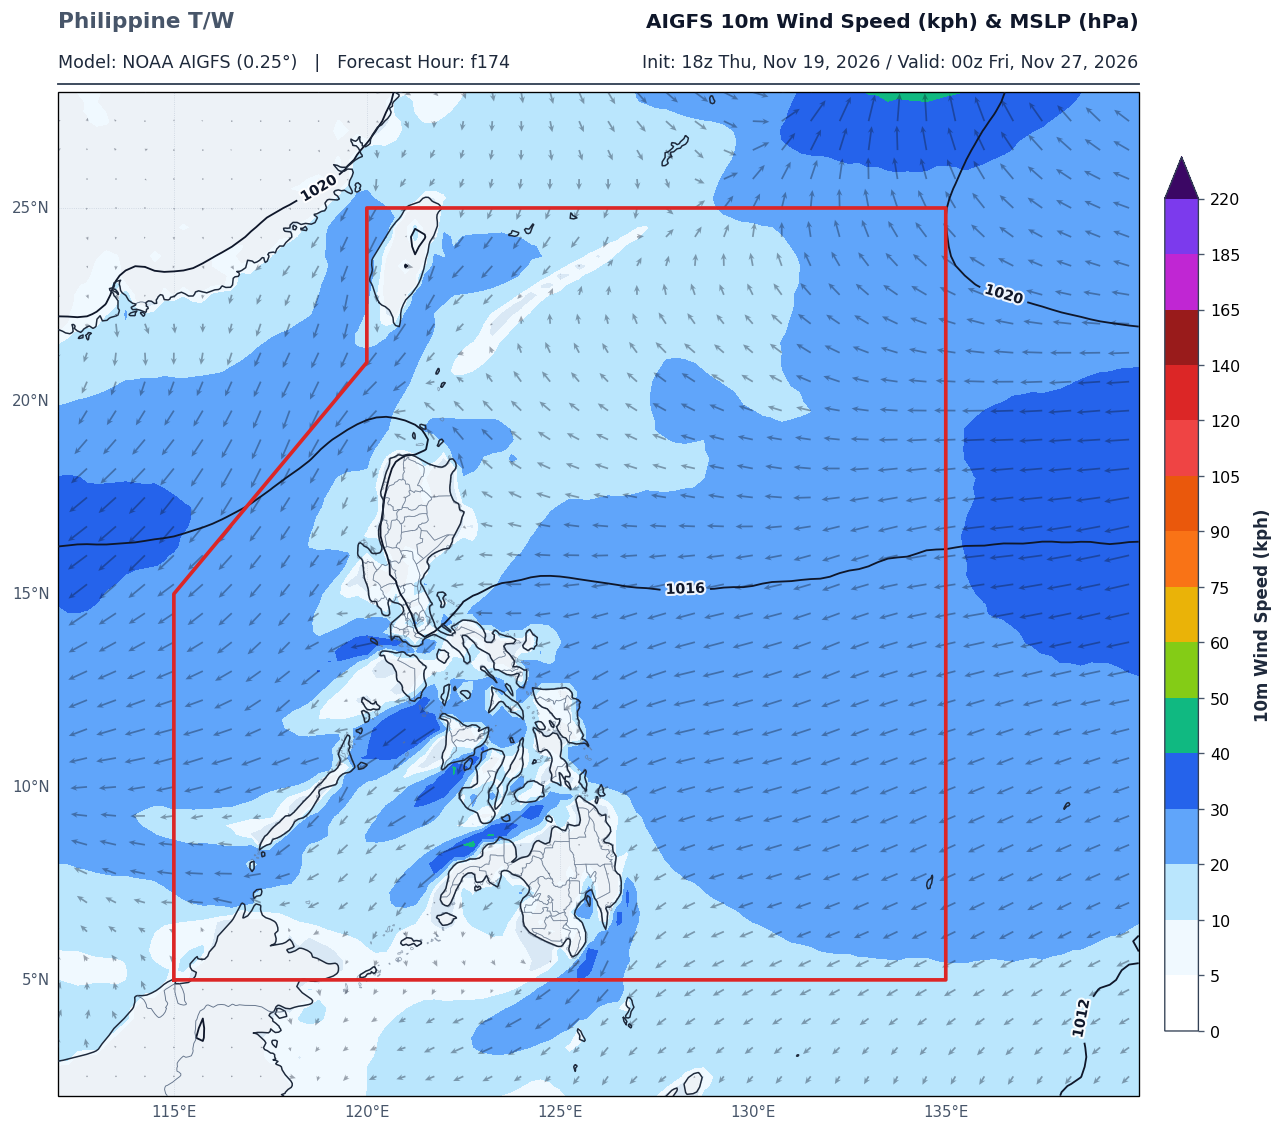 Philippine T/W
AIGFS 10m Wind Speed (kph) & MSLP (hPa)
Model: NOAA AIGFS (0.25°) | Forecast Hour: f174
Init: 18z Thu, Nov 19, 2026 / Valid: 00z Fri, Nov 27, 2026
1020
1020
1016
1012
25°N
20°N
15°N
10°N
5°N
115°E
120°E
125°E
130°E
135°E
220
185
165
140
120
105
90
75
60
50
40
30
20
10
5
0
10m Wind Speed (kph)